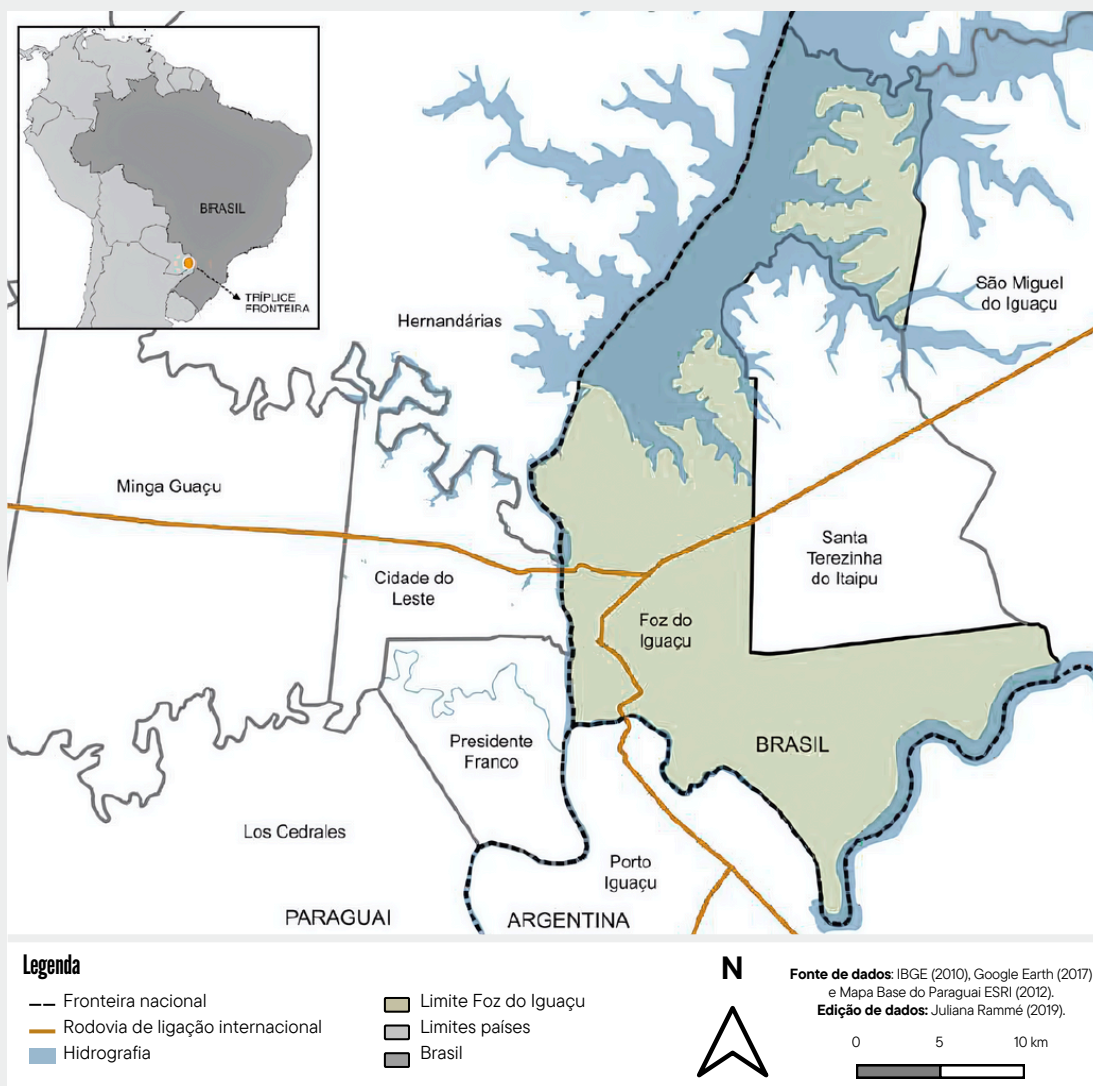 BRASIL
TRÍPLICE
FRONTEIRA
Hernandárias
São Miguel
do Iguaçu
Minga Guaçu
Santa
Terezinha
do Itaipu
Cidade do
Leste
Foz do
Iguaçu
Presidente
Franco
BRASIL
Los Cedrales
Porto
Iguaçu
PARAGUAI
ARGENTINA
Legenda
Fronteira nacional
Rodovia de ligação internacional
Hidrografia
Limite Foz do Iguaçu
Limites países
Brasil
N
Fonte de dados: IBGE (2010), Google Earth (2017)
e Mapa Base do Paraguai ESRI (2012).
Edição de dados: Juliana Rammé (2019).
0 5 10 km